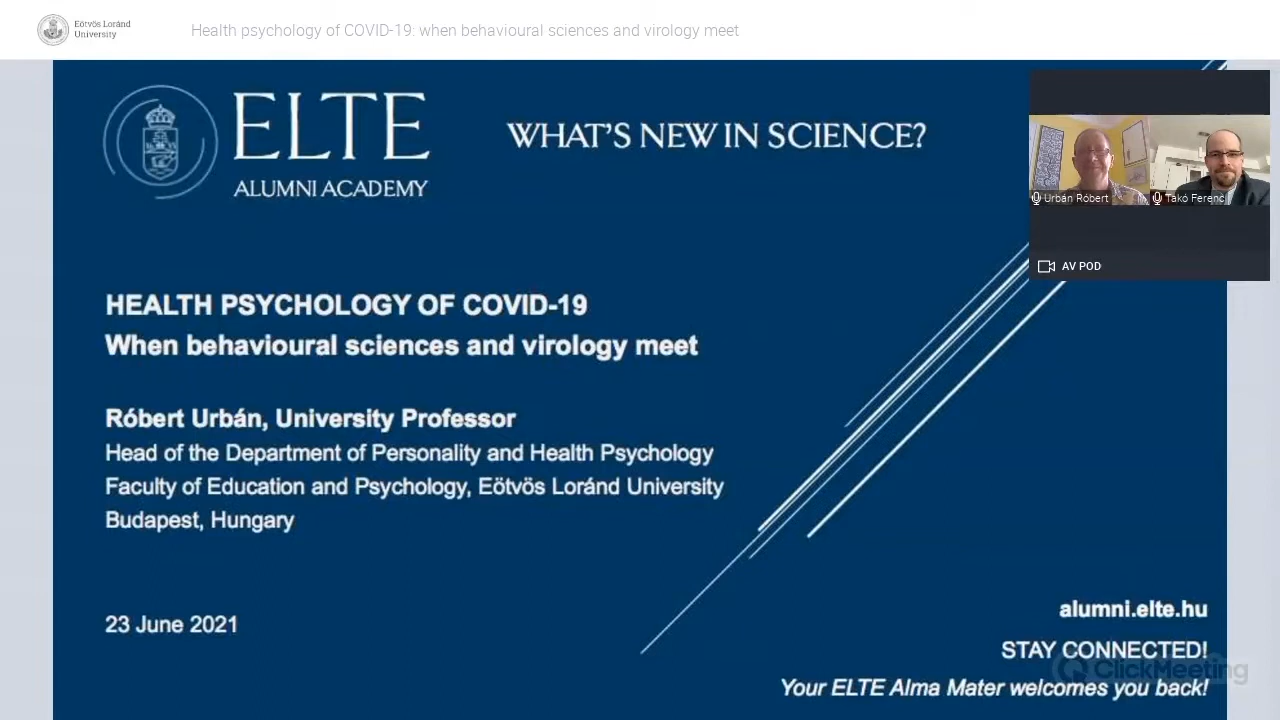 Eötvös Loránd
University
Health psychology of COVID-19: when behavioural sciences and virology meet
ELTE
ALUMNI ACADEMY
WHAT'S NEW IN SCIENCE?
Urbán Róbert
Takó Ferenc
AV POD
HEALTH PSYCHOLOGY OF COVID-19
When behavioural sciences and virology meet
Róbert Urbán, University Professor
Head of the Department of Personality and Health Psychology
Faculty of Education and Psychology, Eötvös Loránd University
Budapest, Hungary
23 June 2021
alumni.elte.hu
STAY CONNECTED!
ClickMeeting
Your ELTE Alma Mater welcomes you back!